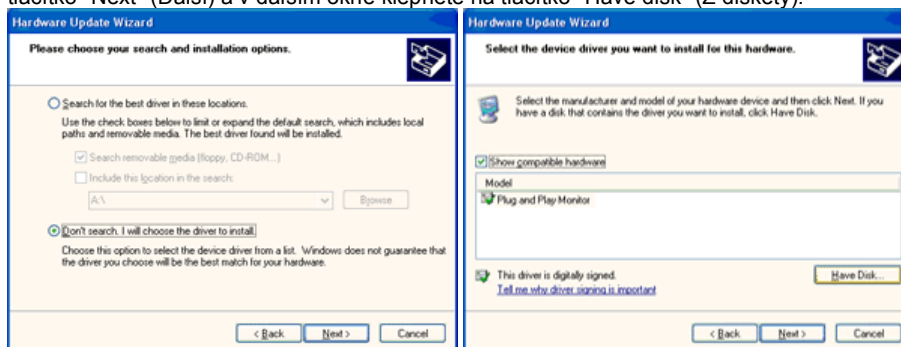 tlačítko "Next" (Další) a v dalším okně klepněte na tlačítko "Have disk" (Z diskety).
Hardware Update Wizard
Please choose your search and installation options.
Search for the best driver in these locations.
Use the check boxes below to limit or expand the default search, which includes local
paths and removable media. The best driver found will be installed.
Search removable media (floppy, CD-ROM...)
Include this location in the search:
A:\
Browse
Don't search. I will choose the driver to install.
Choose this option to select the device driver from a list. Windows does not guarantee that
the driver you choose will be the best match for your hardware.
< Back
Next >
Cancel
Hardware Update Wizard
Select the device driver you want to install for this hardware.
Select the manufacturer and model of your hardware device and then click Next. If you
have a disk that contains the driver you want to install, click Have Disk.
Show compatible hardware
Model
Plug and Play Monitor
This driver is digitally signed.
Tell me why driver signing is important
Have Disk...
< Back
Next >
Cancel